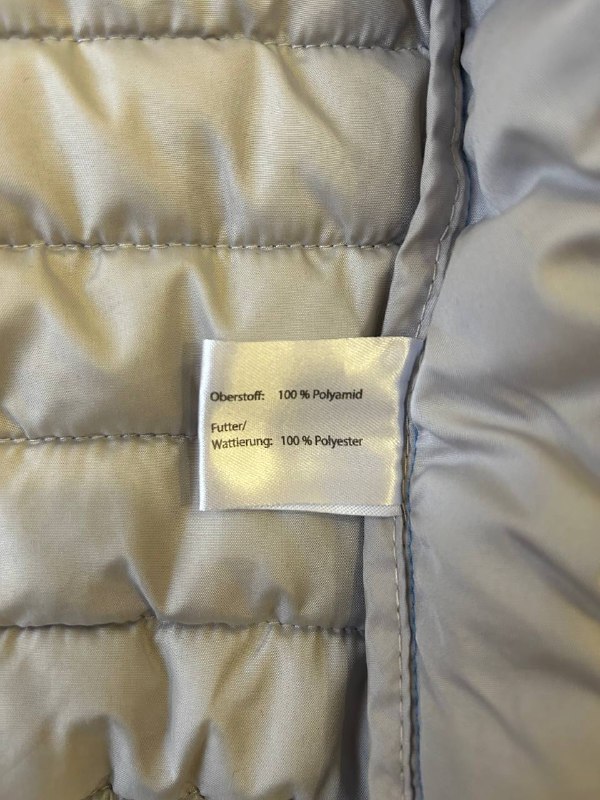 Oberstoff: 100 % Polyamid
Futter/
Wattierung: 100 % Polyester